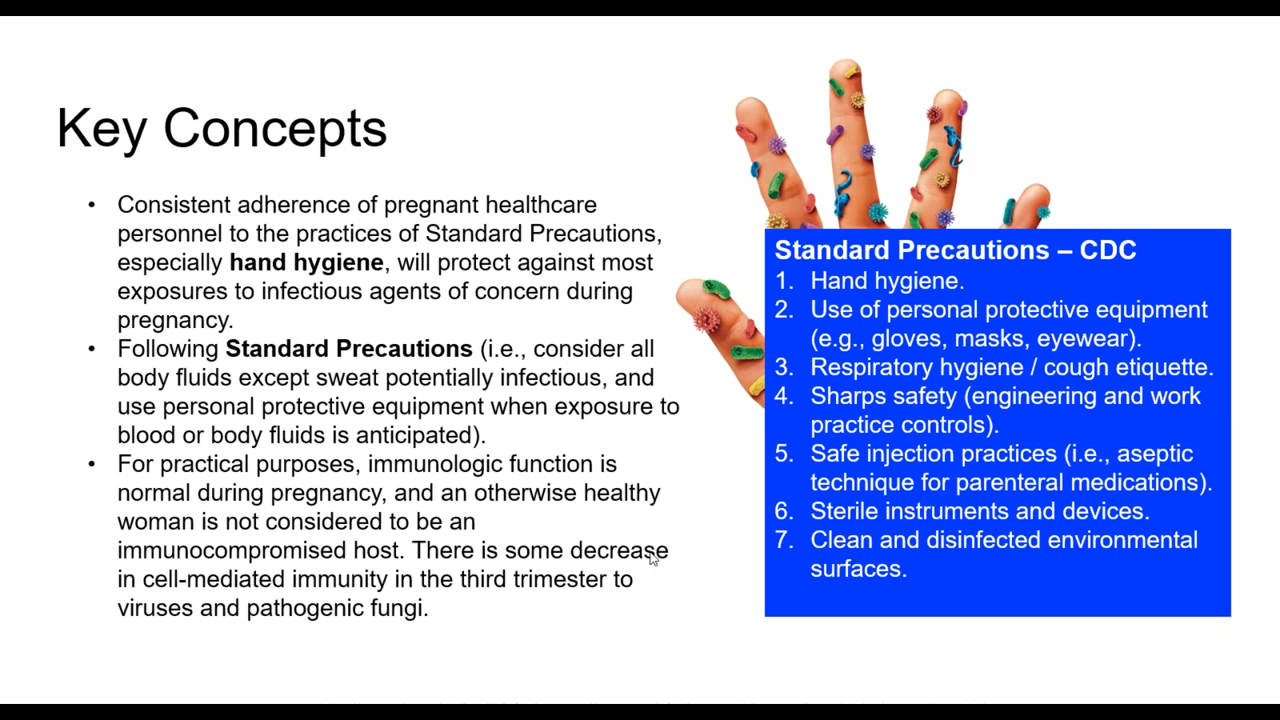 Key Concepts
• Consistent adherence of pregnant healthcare
personnel to the practices of Standard Precautions,
especially hand hygiene, will protect against most
exposures to infectious agents of concern during
pregnancy.
• Following Standard Precautions (i.e., consider all
body fluids except sweat potentially infectious, and
use personal protective equipment when exposure to
blood or body fluids is anticipated).
• For practical purposes, immunologic function is
normal during pregnancy, and an otherwise healthy
woman is not considered to be an
immunocompromised host. There is some decrease
in cell-mediated immunity in the third trimester to
viruses and pathogenic fungi.
Standard Precautions – CDC
1. Hand hygiene.
2. Use of personal protective equipment
(e.g., gloves, masks, eyewear).
3. Respiratory hygiene / cough etiquette.
4. Sharps safety (engineering and work
practice controls).
5. Safe injection practices (i.e., aseptic
technique for parenteral medications).
6. Sterile instruments and devices.
7. Clean and disinfected environmental
surfaces.